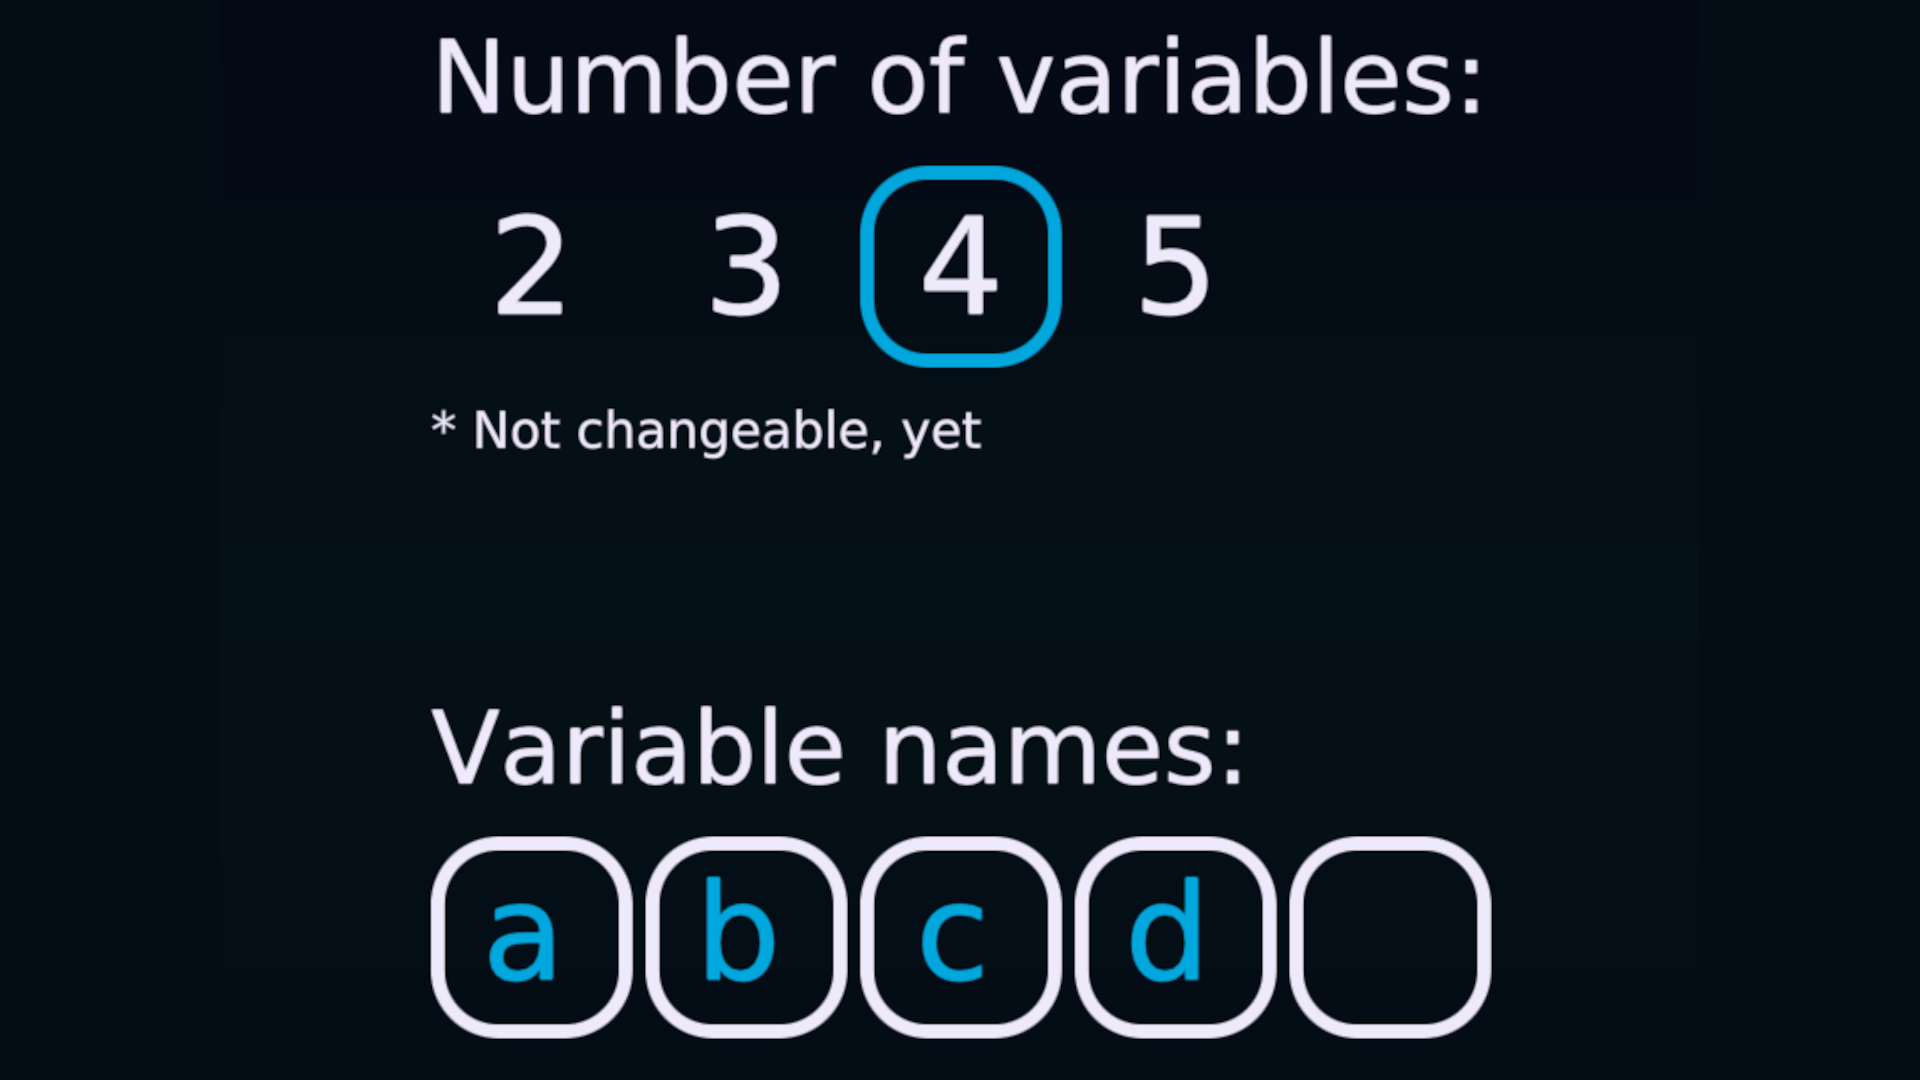 Number of variables:
2 3 4 5
* Not changeable, yet
Variable names:
a b c d